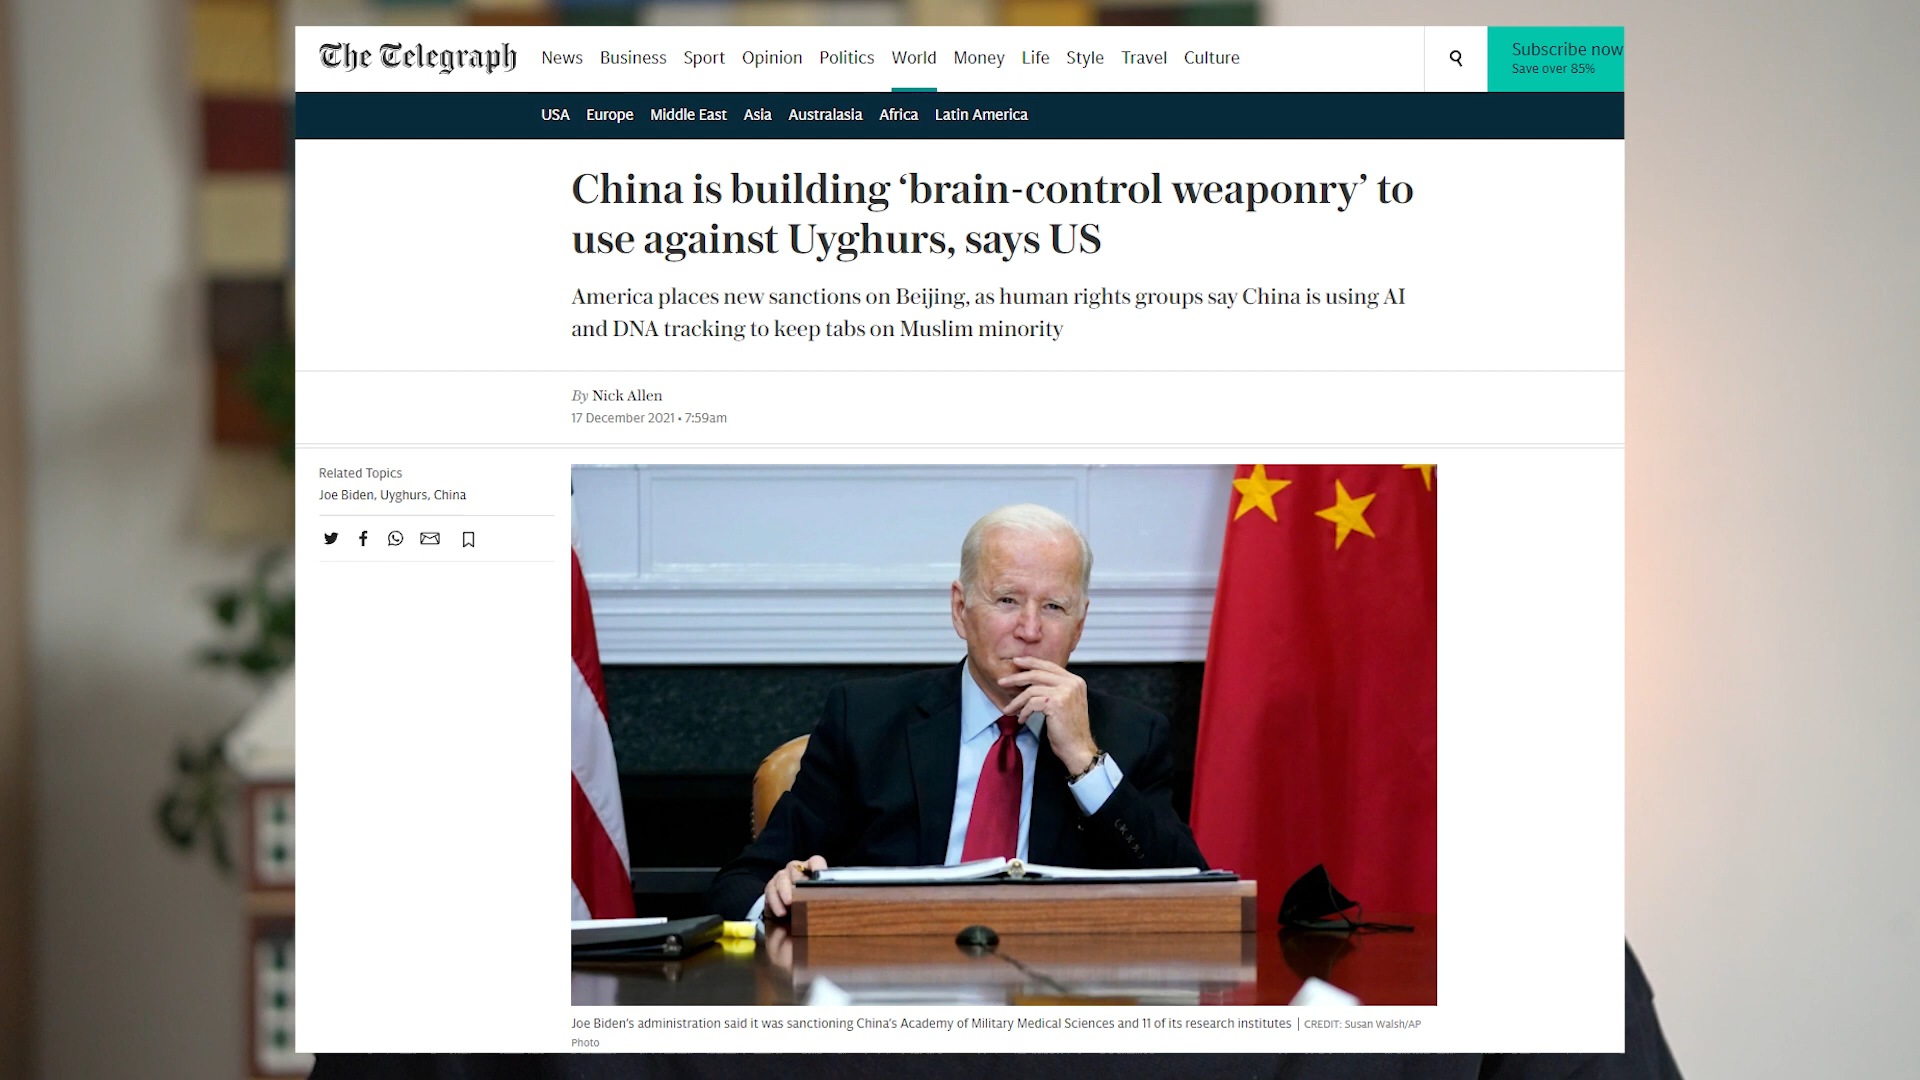 The Telegraph
News Business Sport Opinion Politics World Money Life Style Travel Culture
Subscribe now
Save over 85%
USA Europe Middle East Asia Australasia Africa Latin America
China is building ‘brain-control weaponry’ to
use against Uyghurs, says US
America places new sanctions on Beijing, as human rights groups say China is using AI
and DNA tracking to keep tabs on Muslim minority
By Nick Allen
17 December 2021 • 7:59am
Related Topics
Joe Biden, Uyghurs, China
Joe Biden's administration said it was sanctioning China's Academy of Military Medical Sciences and 11 of its research institutes | CREDIT: Susan Walsh/AP
Photo